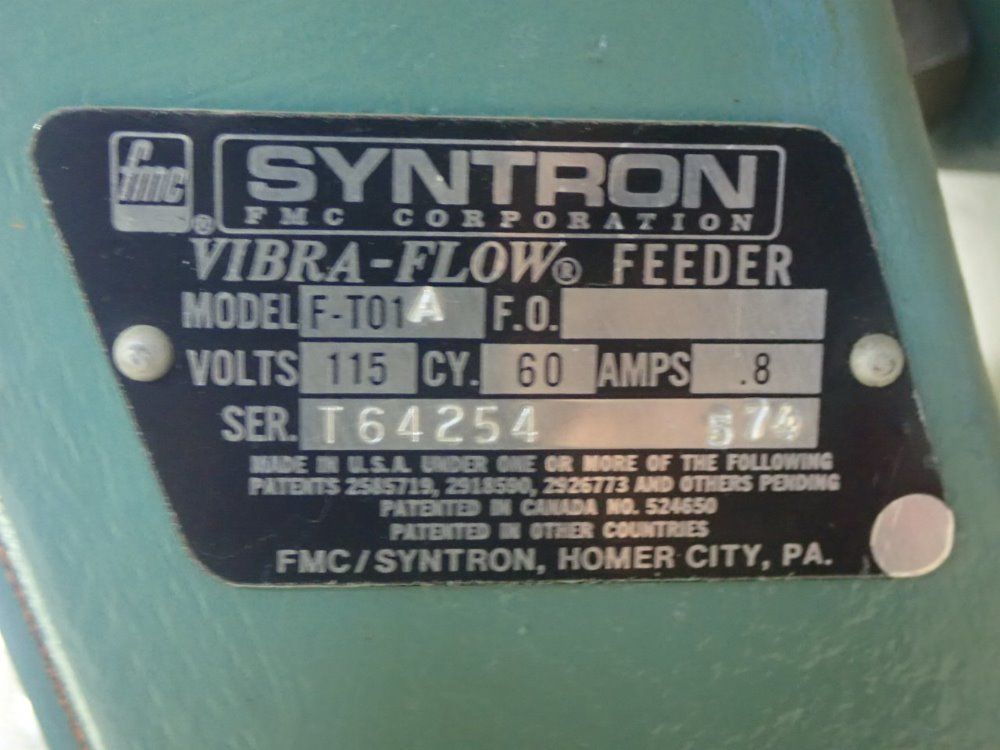 fmc ® SYNTRON
FMC CORPORATION
VIBRA-FLOW® FEEDER
MODEL F-T01A F.O.
VOLTS 115 CY. 60 AMPS .8
SER. T64254 574
MADE IN U.S.A. UNDER ONE OR MORE OF THE FOLLOWING
PATENTS 2585719, 2918590, 2926773 AND OTHERS PENDING
PATENTED IN CANADA NO. 524650
PATENTED IN OTHER COUNTRIES
FMC/SYNTRON, HOMER CITY, PA.